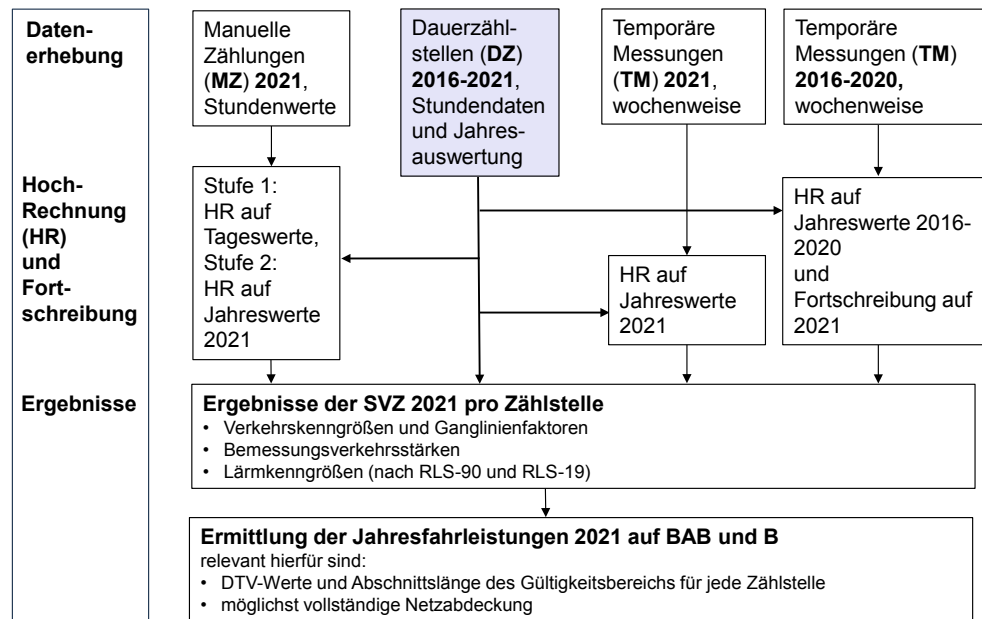 Daten-
erhebung
Manuelle
Zählungen
(MZ) 2021,
Stundenwerte
Dauerzähl-
stellen (DZ)
2016-2021,
Stundendaten
und Jahres-
auswertung
Temporäre
Messungen
(TM) 2021,
wochenweise
Temporäre
Messungen (TM)
2016-2020,
wochenweise
Hoch-
Rechnung
(HR)
und
Fort-
schreibung
Stufe 1:
HR auf
Tageswerte,
Stufe 2:
HR auf
Jahreswerte
2021
HR auf
Jahreswerte
2021
HR auf
Jahreswerte 2016-
2020
und
Fortschreibung auf
2021
Ergebnisse
Ergebnisse der SVZ 2021 pro Zählstelle
• Verkehrskenngrößen und Ganglinienfaktoren
• Bemessungsverkehrsstärken
• Lärmkenngrößen (nach RLS-90 und RLS-19)
Ermittlung der Jahresfahrleistungen 2021 auf BAB und B
relevant hierfür sind:
• DTV-Werte und Abschnittslänge des Gültigkeitsbereichs für jede Zählstelle
• möglichst vollständige Netzabdeckung